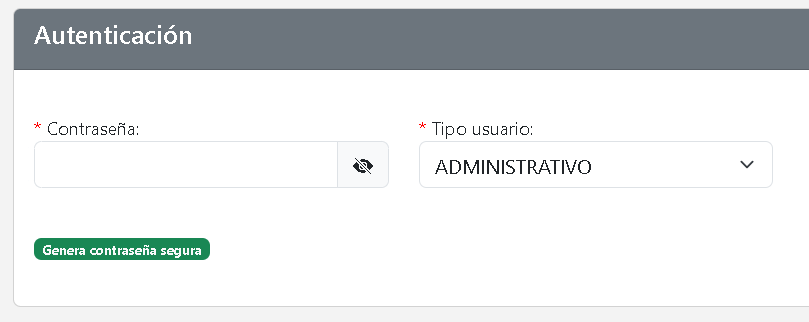 Autenticación
* Contraseña:
* Tipo usuario:
ADMINISTRATIVO
Genera contraseña segura